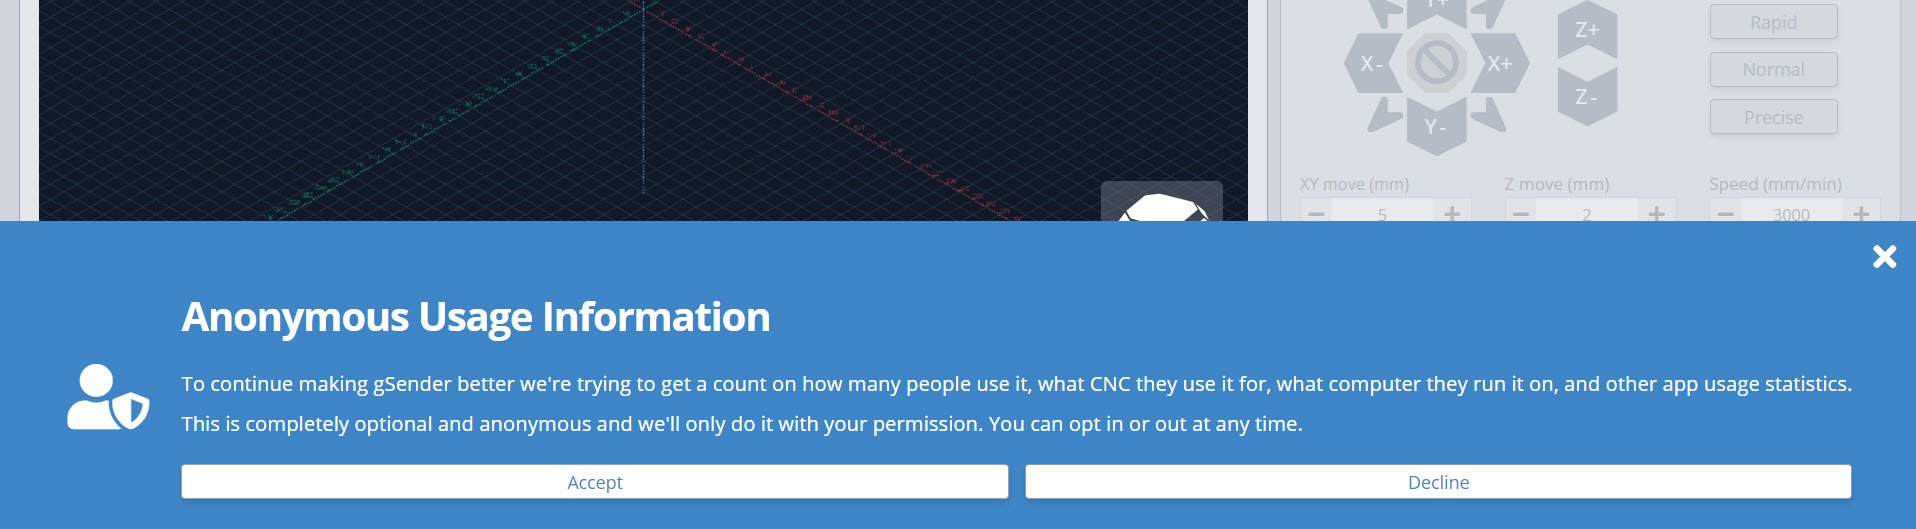 Y+
Z+
Rapid
X- X+
Normal
Z-
Precise
Y-
XY move (mm) Z move (mm) Speed (mm/min)
− 5 + − 2 + − 3000 +
Anonymous Usage Information
To continue making gSender better we're trying to get a count on how many people use it, what CNC they use it for, what computer they run it on, and other app usage statistics.
This is completely optional and anonymous and we'll only do it with your permission. You can opt in or out at any time.
Accept Decline